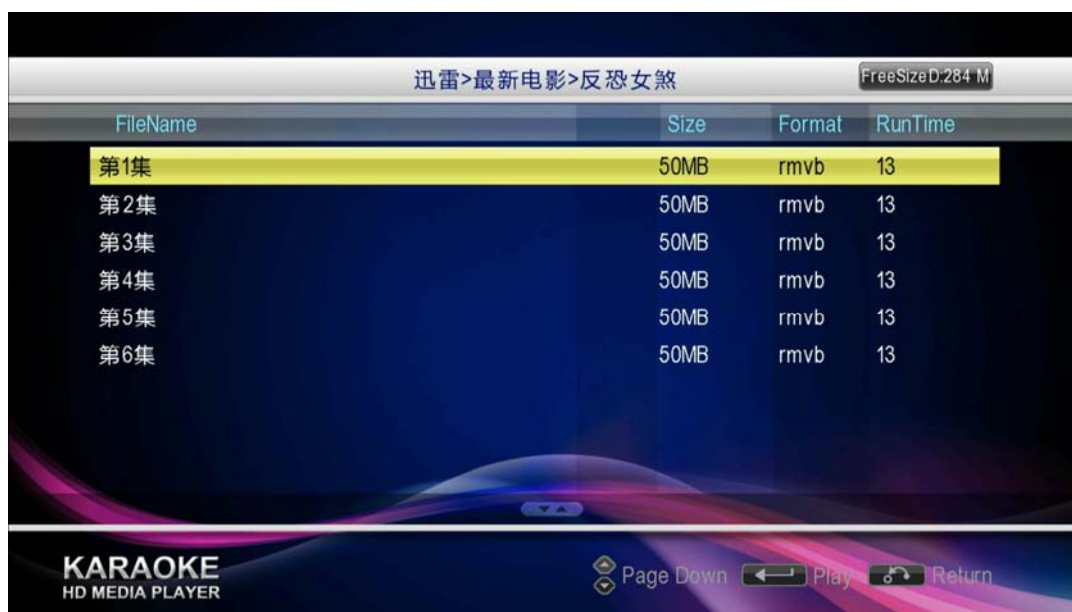 迅雷>最新电影>反恐女煞 FreeSizeD:284 M
FileName Size Format RunTime
第1集 50MB rmvb 13
第2集 50MB rmvb 13
第3集 50MB rmvb 13
第4集 50MB rmvb 13
第5集 50MB rmvb 13
第6集 50MB rmvb 13
KARAOKE
HD MEDIA PLAYER
Page Down Play Return